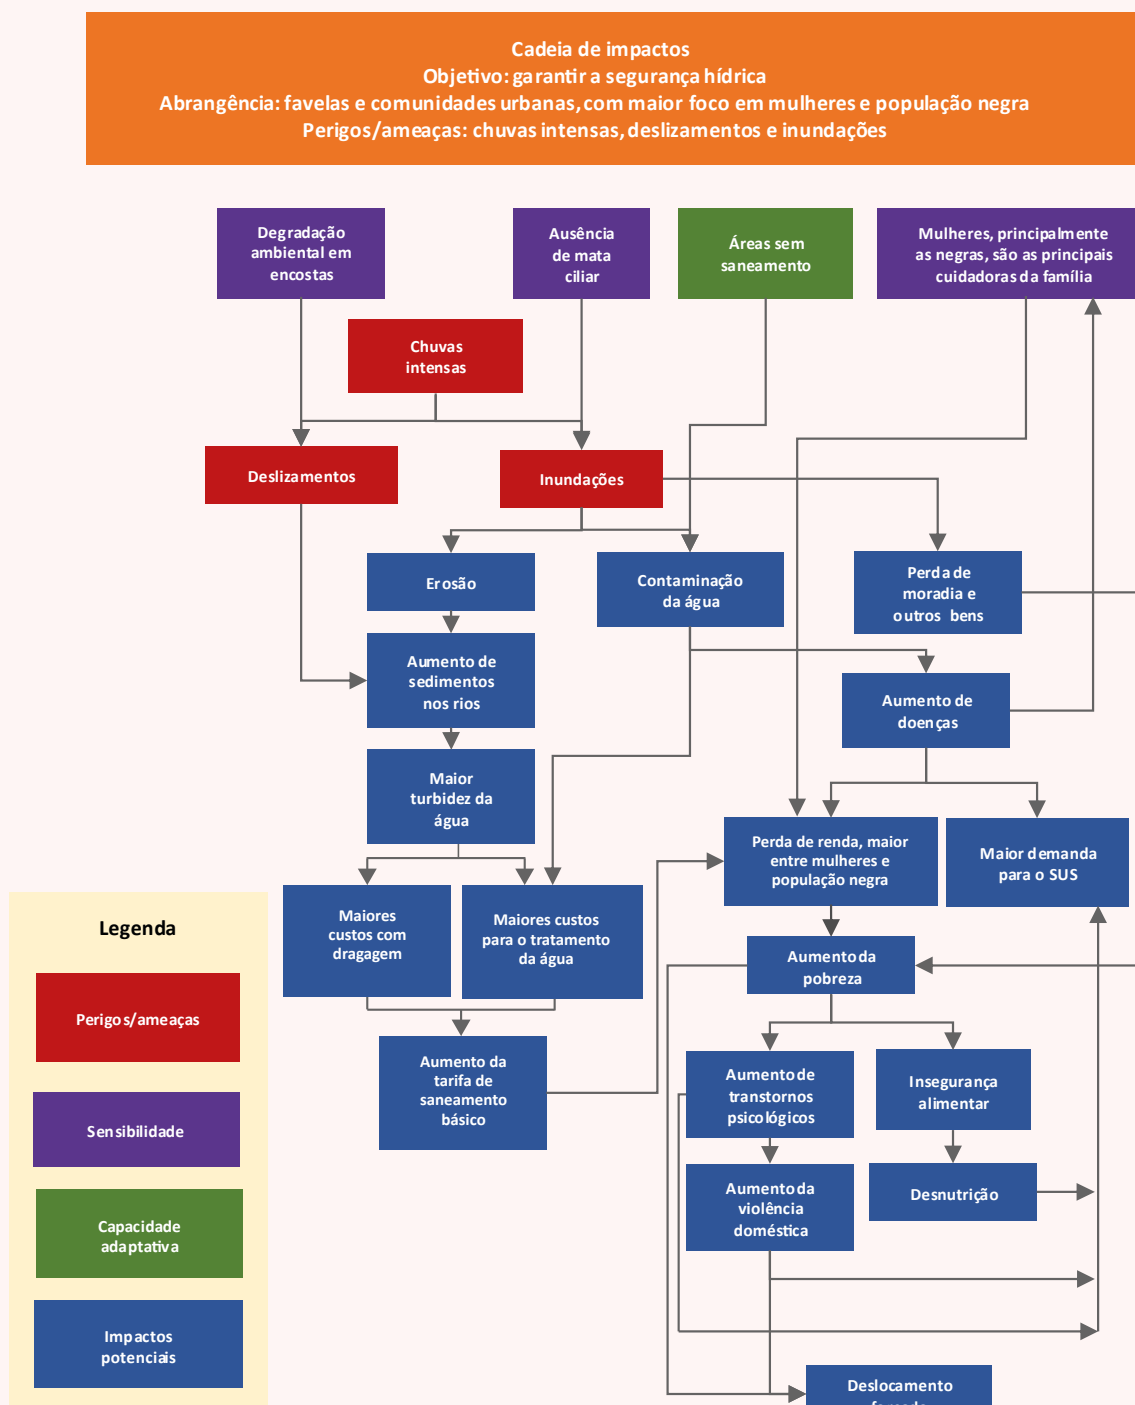 Cadeia de impactos
Objetivo: garantir a segurança hídrica
Abrangência: favelas e comunidades urbanas, com maior foco em mulheres e população negra
Perigos/ameaças: chuvas intensas, deslizamentos e inundações
Degradação
ambiental em
encostas
Ausência
de mata
ciliar
Áreas sem
saneamento
Mulheres, principalmente
as negras, são as principais
cuidadoras da família
Chuvas
intensas
Deslizamentos
Inundações
Erosão
Contaminação
da água
Perda de
moradia e
outros bens
Aumento de
sedimentos
nos rios
Aumento de
doenças
Maior
turbidez da
água
Perda de renda, maior
entre mulheres e
população negra
Maior demanda
para o SUS
Maiores
custos com
dragagem
Maiores custos
para o tratamento
da água
Aumento da
pobreza
Aumento da
tarifa de
saneamento
básico
Aumento de
transtornos
psicológicos
Insegurança
alimentar
Aumento da
violência
doméstica
Desnutrição
Deslocamento
Legenda
Perigos/ameaças
Sensibilidade
Capacidade
adaptativa
Impactos
potenciais